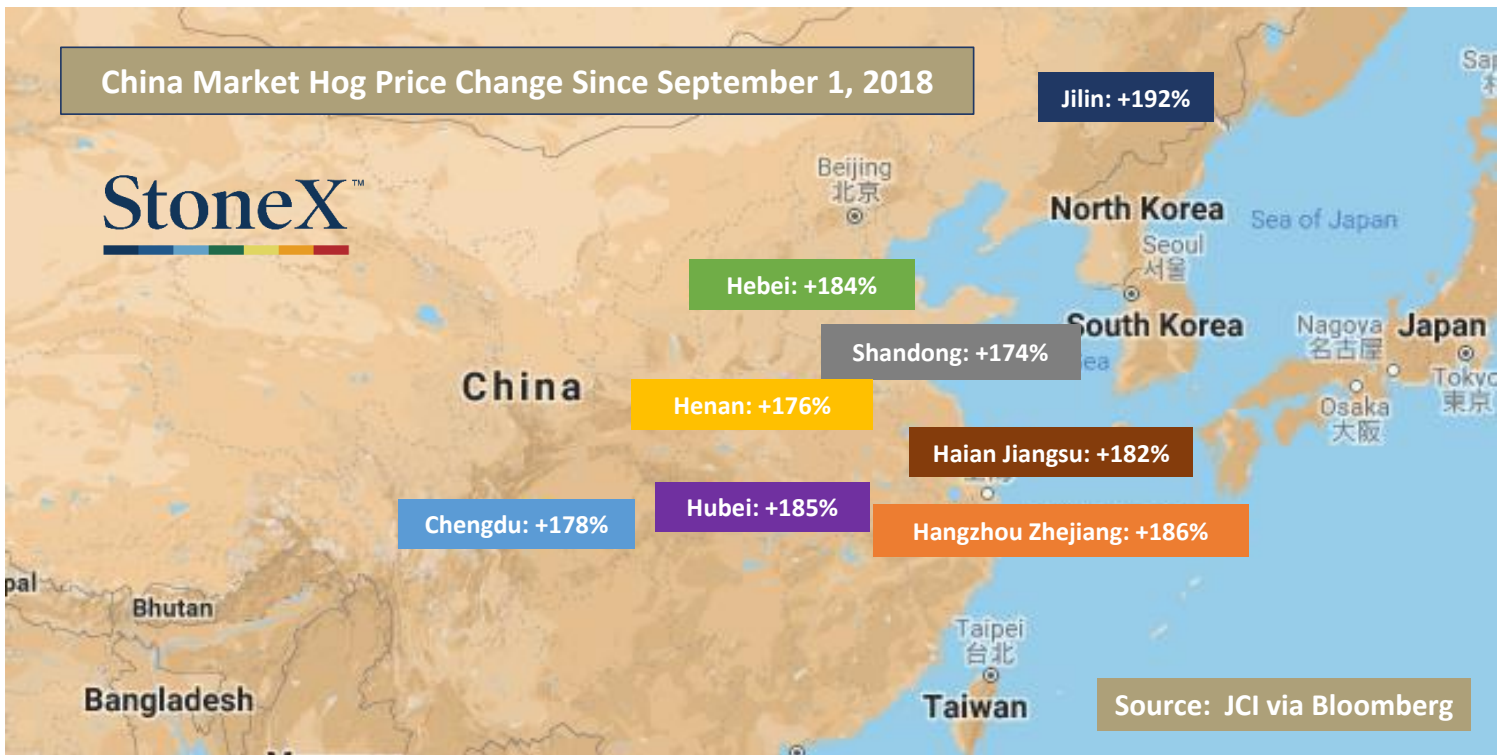 China Market Hog Price Change Since September 1, 2018
Jilin: +192%
StoneX™
Beijing
北京
North Korea
Sea of Japan
Seoul
서울
Hebei: +184%
South Korea
Nagoya
名古屋
Japan
Shandong: +174%
Tokyo
東京
China
Henan: +176%
Osaka
大阪
Haian Jiangsu: +182%
Hubei: +185%
Chengdu: +178%
Hangzhou Zhejiang: +186%
Bhutan
Taipei
台北
Bangladesh
Taiwan
Source: JCI via Bloomberg